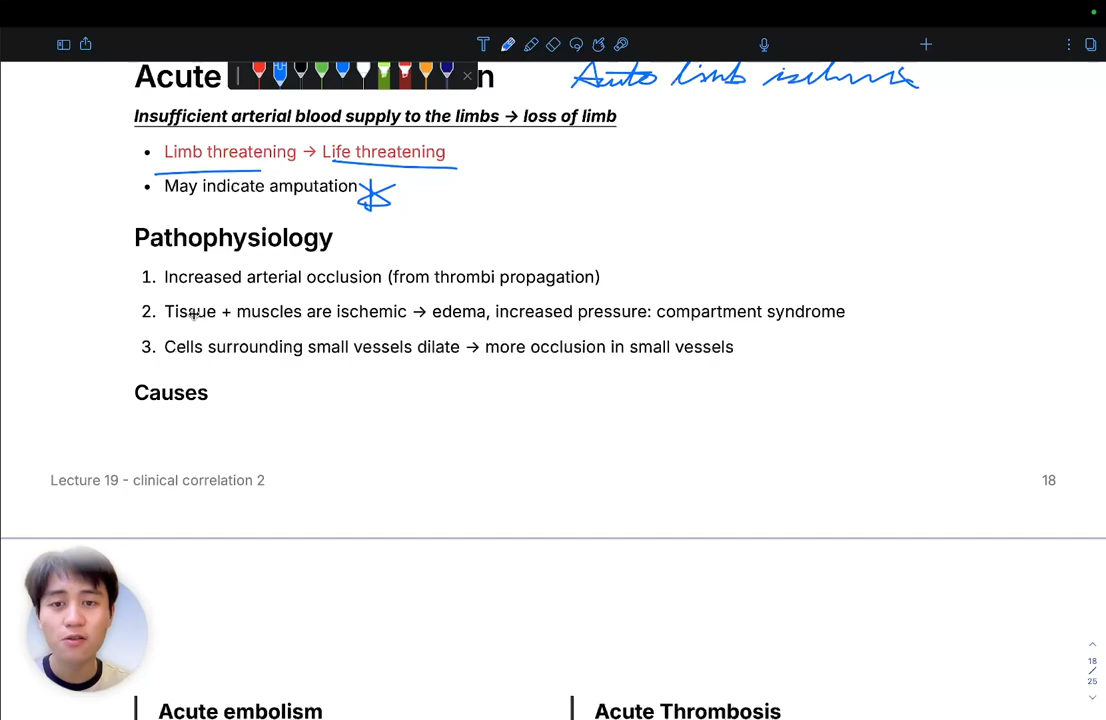 Acute n Acute limb ischemia
Insufficient arterial blood supply to the limbs → loss of limb
• Limb threatening → Life threatening
• May indicate amputation
Pathophysiology
1. Increased arterial occlusion (from thrombi propagation)
2. Tissue + muscles are ischemic → edema, increased pressure: compartment syndrome
3. Cells surrounding small vessels dilate → more occlusion in small vessels
Causes
Lecture 19 - clinical correlation 2 18
18
/
25
Acute embolism Acute Thrombosis